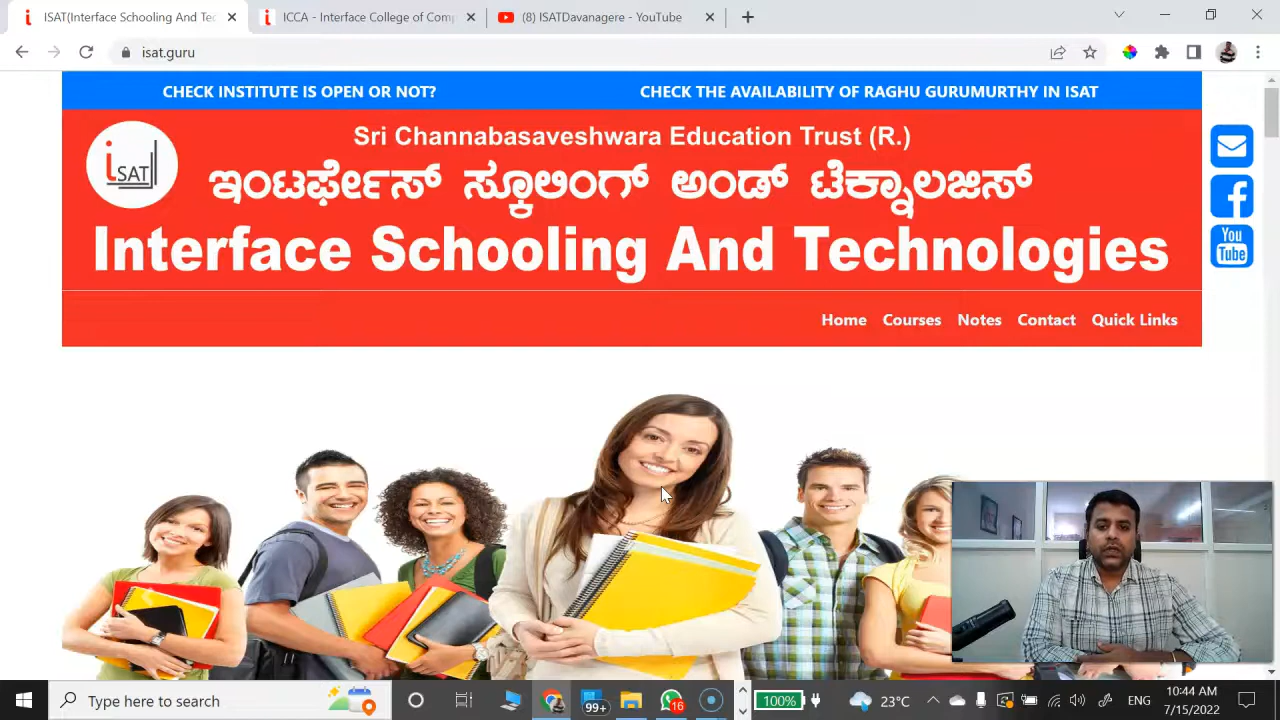 ISAT(Interface Schooling And Tec
ICCA - Interface College of Comp
(8) ISATDavanagere - YouTube
isat.guru
CHECK INSTITUTE IS OPEN OR NOT?
CHECK THE AVAILABILITY OF RAGHU GURUMURTHY IN ISAT
iSAT
Sri Channabasaveshwara Education Trust (R.)
ಇಂಟರ್ಫೇಸ್ ಸ್ಕೂಲಿಂಗ್ ಅಂಡ್ ಟೆಕ್ನಾಲಜಿಸ್
Interface Schooling And Technologies
Home Courses Notes Contact Quick Links
You
Tube
Type here to search
99+
16
100%
23°C
ENG
10:44 AM
7/15/2022